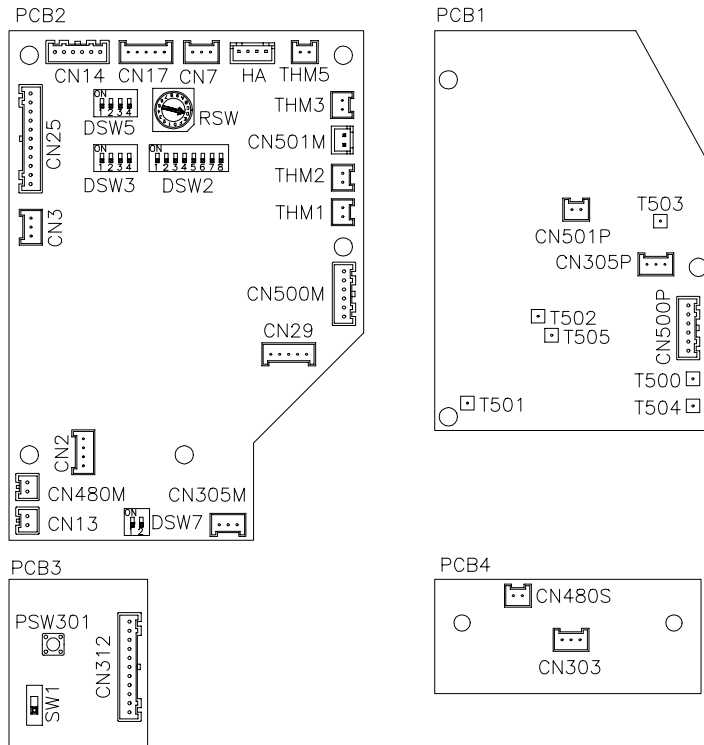 PCB2
CN14 CN17 CN7 HA THM5
CN25
ON
1 2 3 4
DSW5
RSW
THM3
CN501M
ON
1 2 3 4
DSW3
ON
1 2 3 4 5 6 7 8
DSW2
THM2
THM1
CN3
CN500M
CN29
CN2
CN480M
CN13
ON
1 2
DSW7
CN305M
PCB1
T503
CN501P
CN305P
T502
T505
CN500P
T500
T501
T504
PCB3
PSW301
CN312
SW1
PCB4
CN480S
CN303